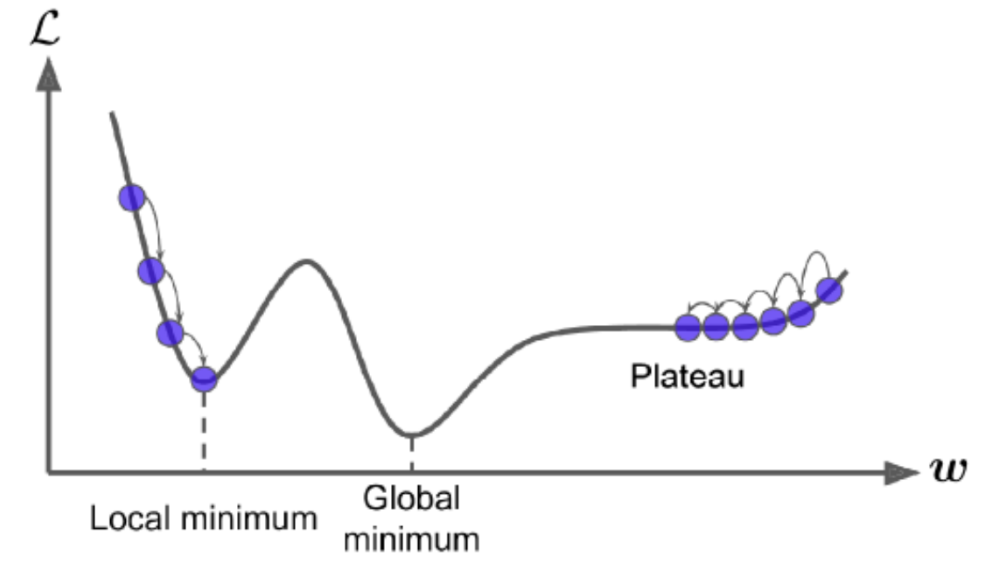 ℒ
Plateau
w
Local minimum
Global
minimum